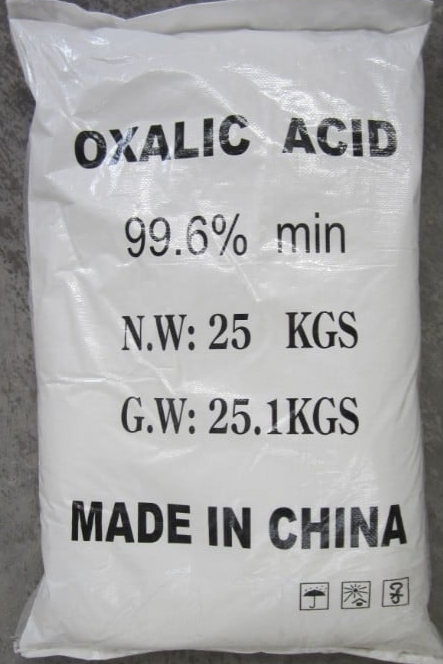 OXALIC ACID
99.6% min
N.W: 25 KGS
G.W: 25.1KGS
MADE IN CHINA